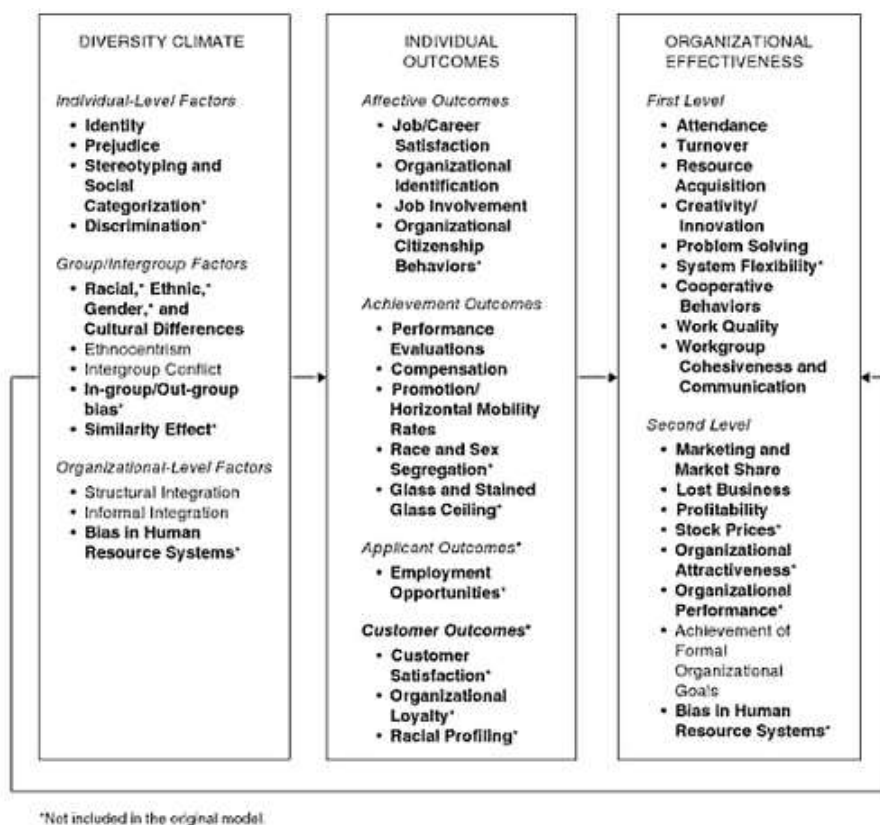 DIVERSITY CLIMATE
Individual-Level Factors
• Identity
• Prejudice
• Stereotyping and
Social
Categorization*
• Discrimination*
Group/Intergroup Factors
• Racial,* Ethnic,*
Gender,* and
Cultural Differences
• Ethnocentrism
• Intergroup Conflict
• In-group/Out-group
bias*
• Similarity Effect*
Organizational-Level Factors
• Structural Integration
• Informal Integration
• Bias in Human
Resource Systems*
INDIVIDUAL
OUTCOMES
Affective Outcomes
• Job/Career
Satisfaction
• Organizational
Identification
• Job Involvement
• Organizational
Citizenship
Behaviors*
Achievement Outcomes
• Performance
Evaluations
• Compensation
• Promotion/
Horizontal Mobility
Rates
• Race and Sex
Segregation*
• Glass and Stained
Glass Ceiling*
Applicant Outcomes*
• Employment
Opportunities*
Customer Outcomes*
• Customer
Satisfaction*
• Organizational
Loyalty*
• Racial Profiling*
ORGANIZATIONAL
EFFECTIVENESS
First Level
• Attendance
• Turnover
• Resource
Acquisition
• Creativity/
Innovation
• Problem Solving
• System Flexibility*
• Cooperative
Behaviors
• Work Quality
• Workgroup
Cohesiveness and
Communication
Second Level
• Marketing and
Market Share
• Lost Business
• Profitability
• Stock Prices*
• Organizational
Attractiveness*
• Organizational
Performance*
• Achievement of
Formal
Organizational
Goals
• Bias in Human
Resource Systems*
*Not included in the original model.